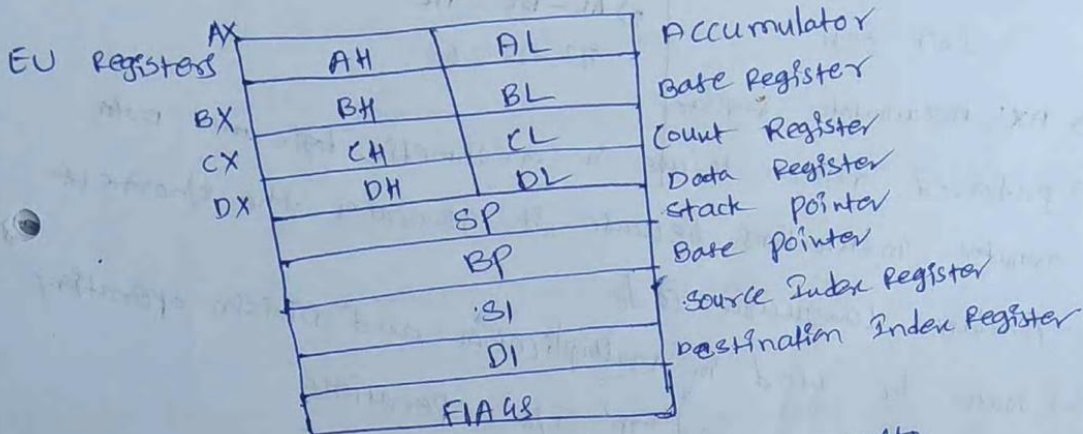 AX AH AL Accumulator
EU Registers
BX BH BL Base Register
CX CH CL Count Register
DX DH DL Data Register
SP Stack pointer
BP Base pointer
SI Source Index Register
DI Destination Index Register
FLAGS